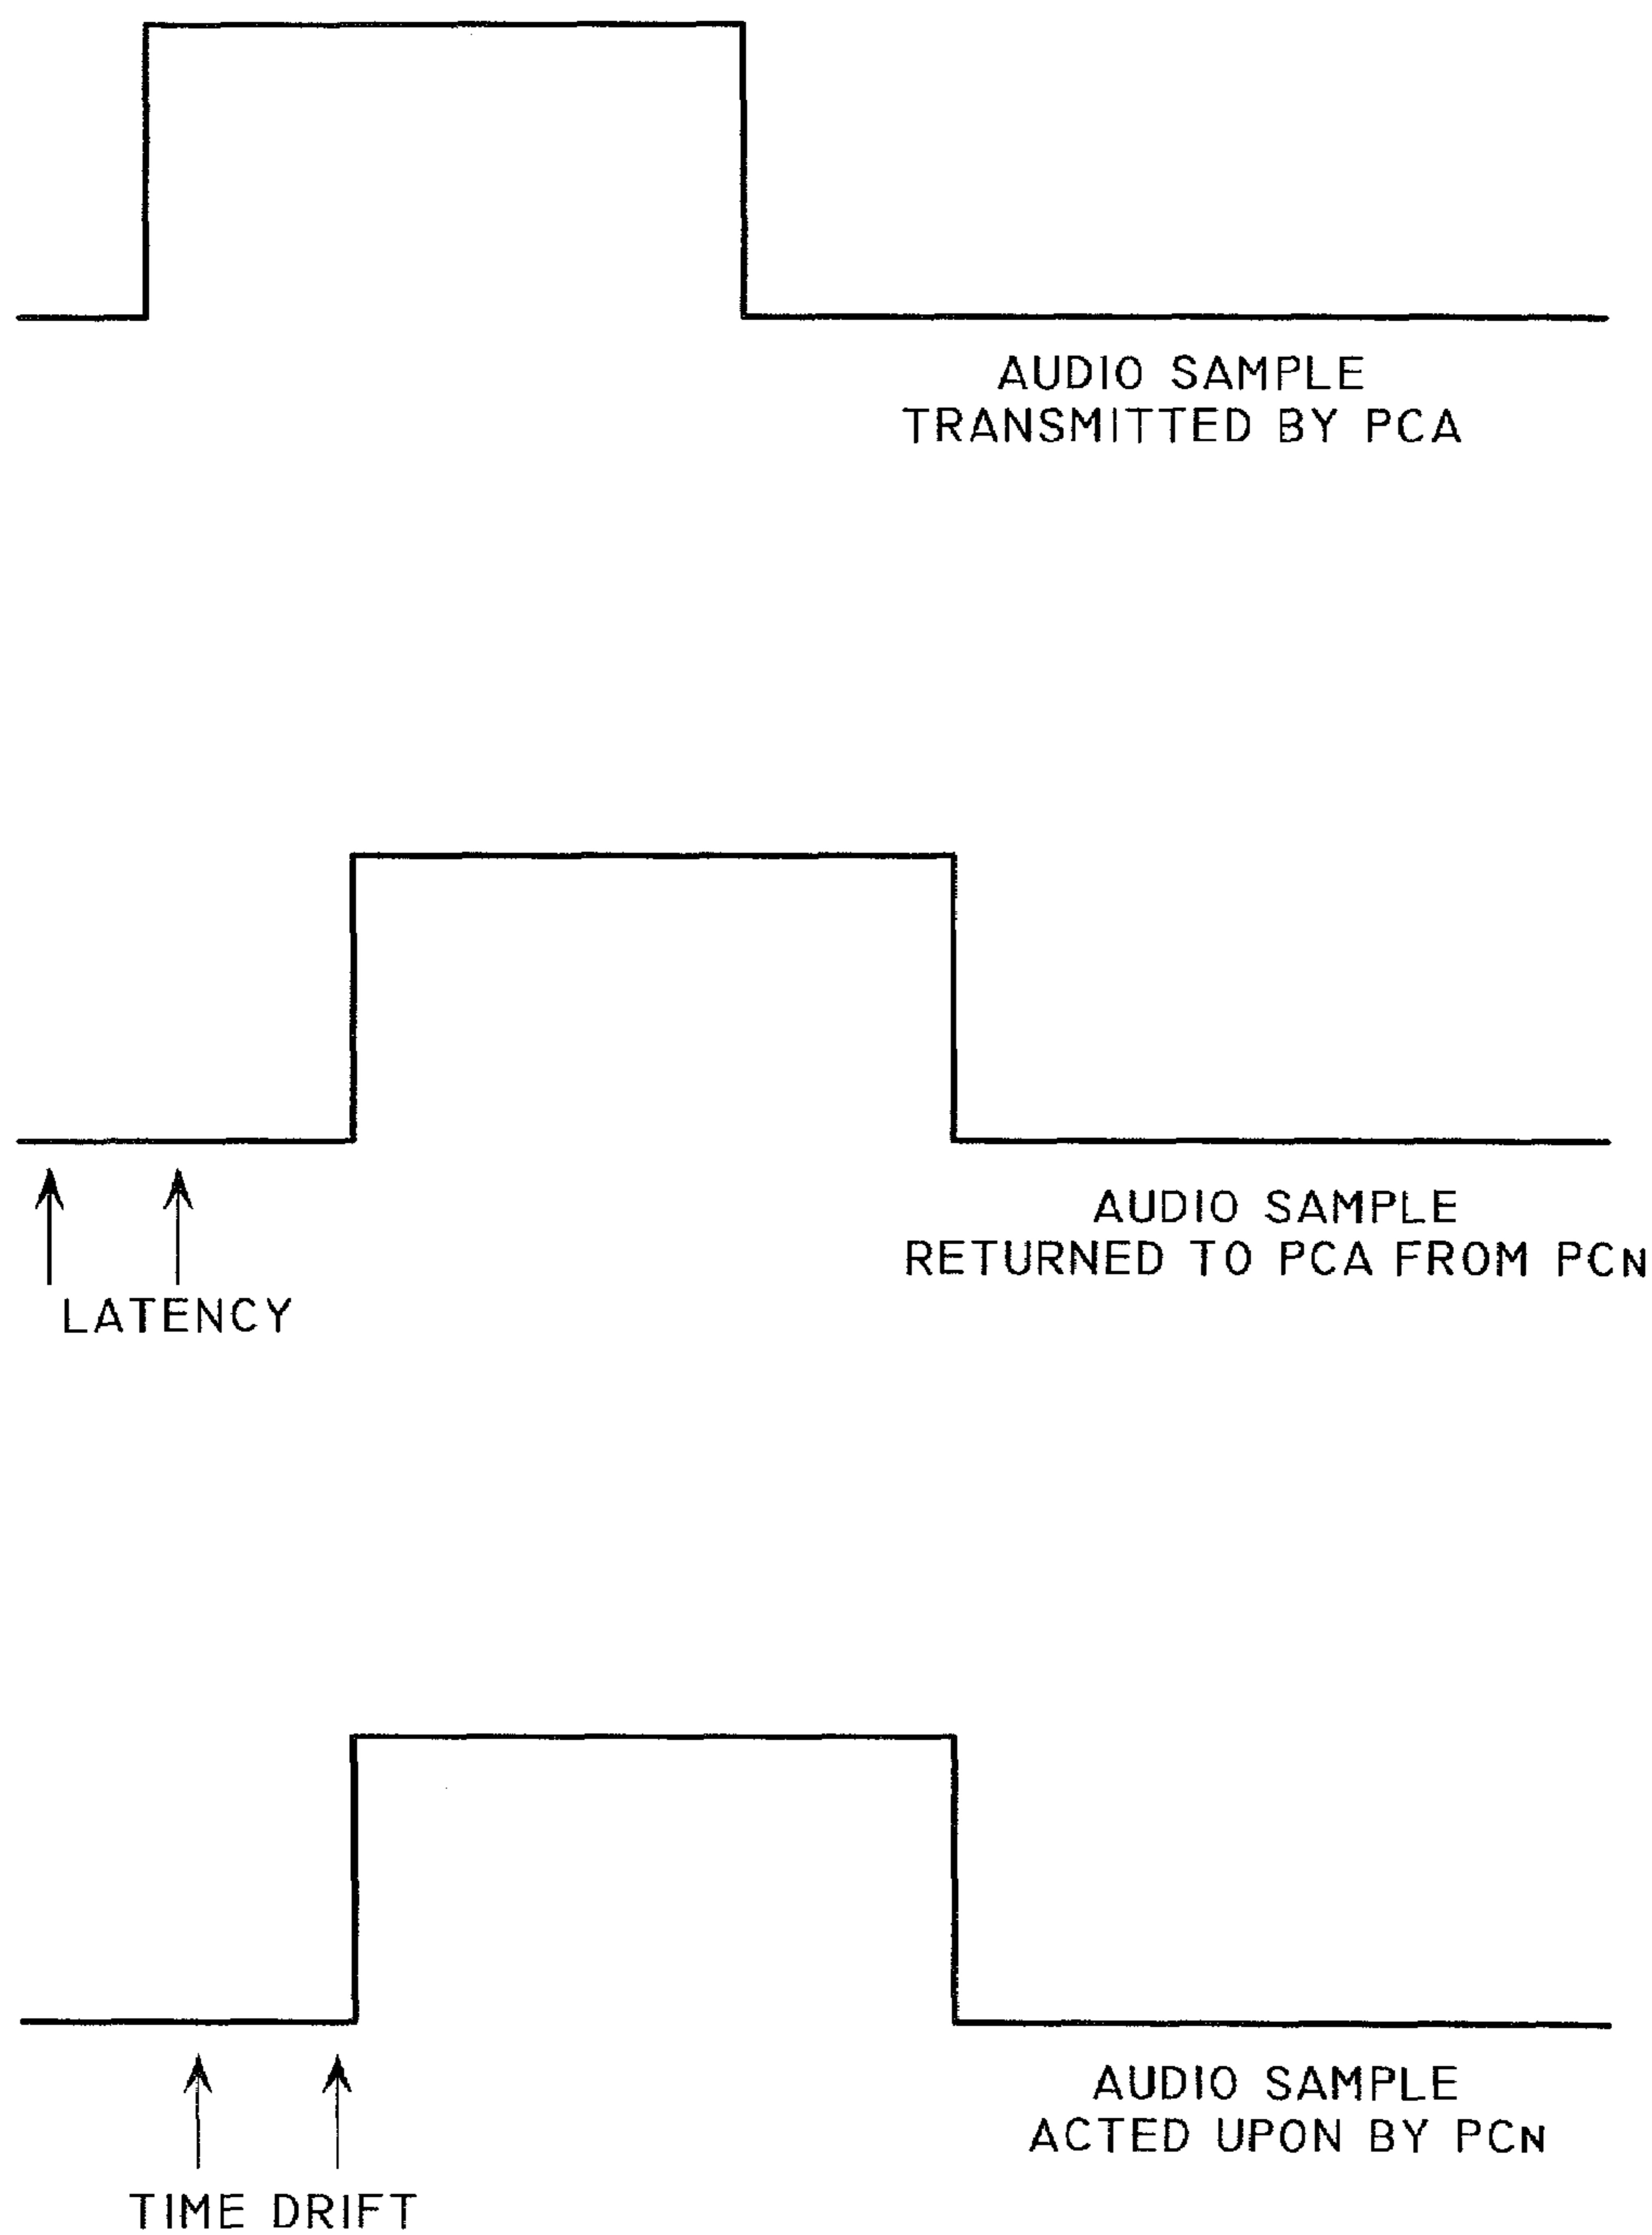 AUDIO SAMPLE
TRANSMITTED BY PCA
AUDIO SAMPLE
RETURNED TO PCA FROM PCN
LATENCY
AUDIO SAMPLE
ACTED UPON BY PCN
TIME DRIFT